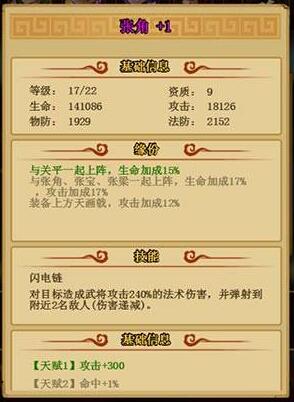 张角 +1
基础信息
等级： 17/22 资质： 9
生命： 141086 攻击： 18126
物防： 1929 法防： 2152
缘份
与关平一起上阵，生命加成15%
与张角、张宝、张梁一起上阵，生命加成17%
，攻击加成17%
装备上方天画戟，攻击加成12%
技能
闪电链
对目标造成武将攻击240%的法术伤害，并弹射到
附近2名敌人(伤害递减)。
基础信息
【天赋1】攻击+300
【天赋2】命中+1%